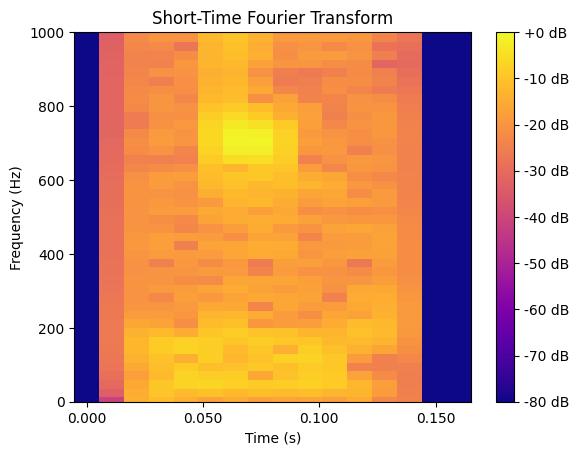 Short-Time Fourier Transform
1000
800
600
400
200
0
Frequency (Hz)
0.000
0.050
0.100
0.150
Time (s)
+0 dB
-10 dB
-20 dB
-30 dB
-40 dB
-50 dB
-60 dB
-70 dB
-80 dB